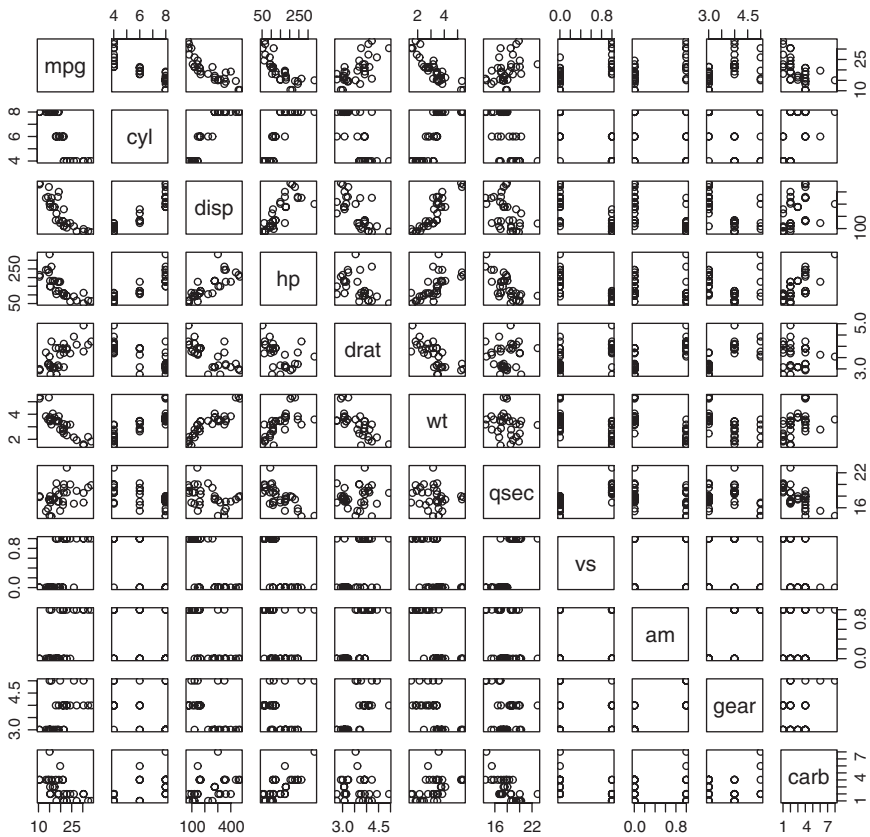 4 6 8 50 250 2 4 0.0 0.8 3.0 4.5
mpg 10 25
4 6 8 cyl
disp 100
50 250 hp
drat 3.0 5.0
2 4 wt
qsec 16 22
0.0 0.8 vs
am 0.0 0.8
3.0 4.5 gear
carb 1 4 7
10 25 100 400 3.0 4.5 16 22 0.0 0.8 1 4 7